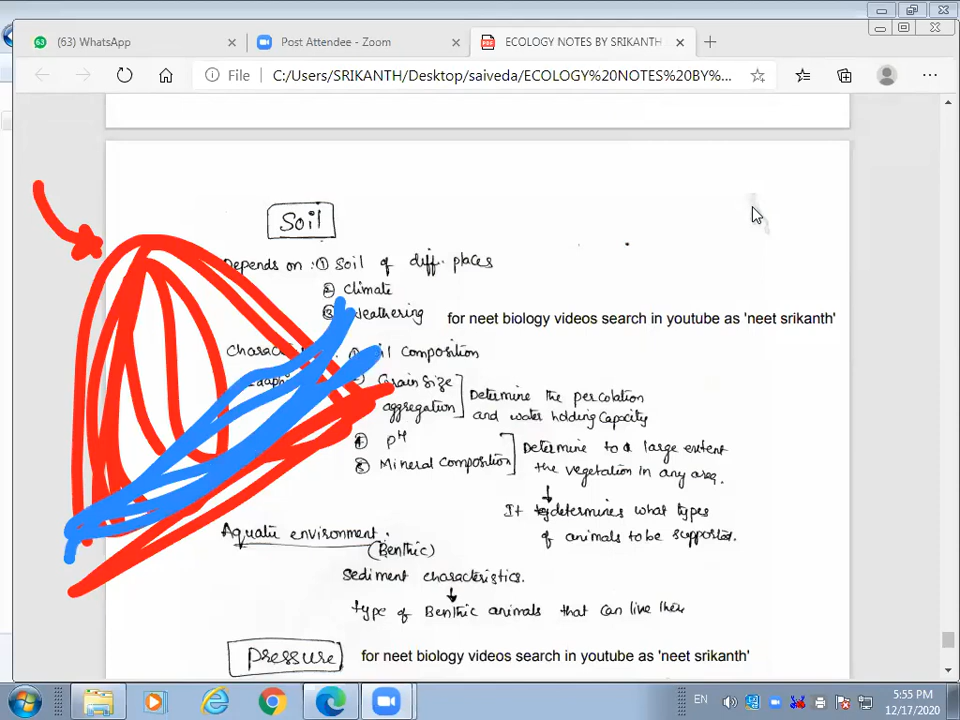 (63) WhatsApp
Post Attendee - Zoom
ECOLOGY NOTES BY SRIKANTH
File
C:/Users/SRIKANTH/Desktop/saiveda/ECOLOGY%20NOTES%20BY%...
Soil
Depends on : ① Soil of diff. places
② climate
③ Weathering
for neet biology videos search in youtube as 'neet srikanth'
Composition
Grain Size
aggregation
Determine the percolation
and water holding Capacity
④ pH
Mineral Composition
Determine to a large extent
the vegetation in any area.
It determines what types
of animals to be supported.
Aquatic environment.
(Benthic)
Sediment characteristics.
type of Benthic animals that can live there
Pressure
for neet biology videos search in youtube as 'neet srikanth'
EN
5:55 PM
12/17/2020